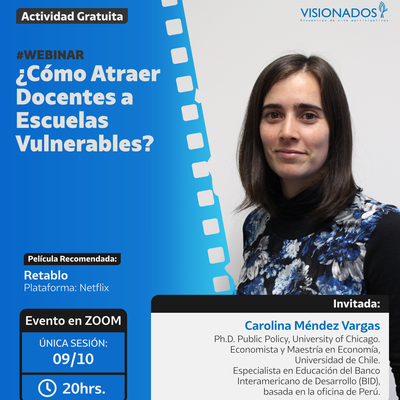 Actividad Gratuita
VISIONADOS
#WEBINAR
¿Cómo Atraer
Docentes a
Escuelas
Vulnerables?
Película Recomendada:
Retablo
Plataforma: Netflix
Evento en ZOOM
ÚNICA SESIÓN:
09/10
20hrs.
Invitada:
Carolina Méndez Vargas
Ph.D. Public Policy, University of Chicago.
Economista y Maestría en Economía,
Universidad de Chile.
Especialista en Educación del Banco
Interamericano de Desarrollo (BID),
basada en la oficina de Perú.